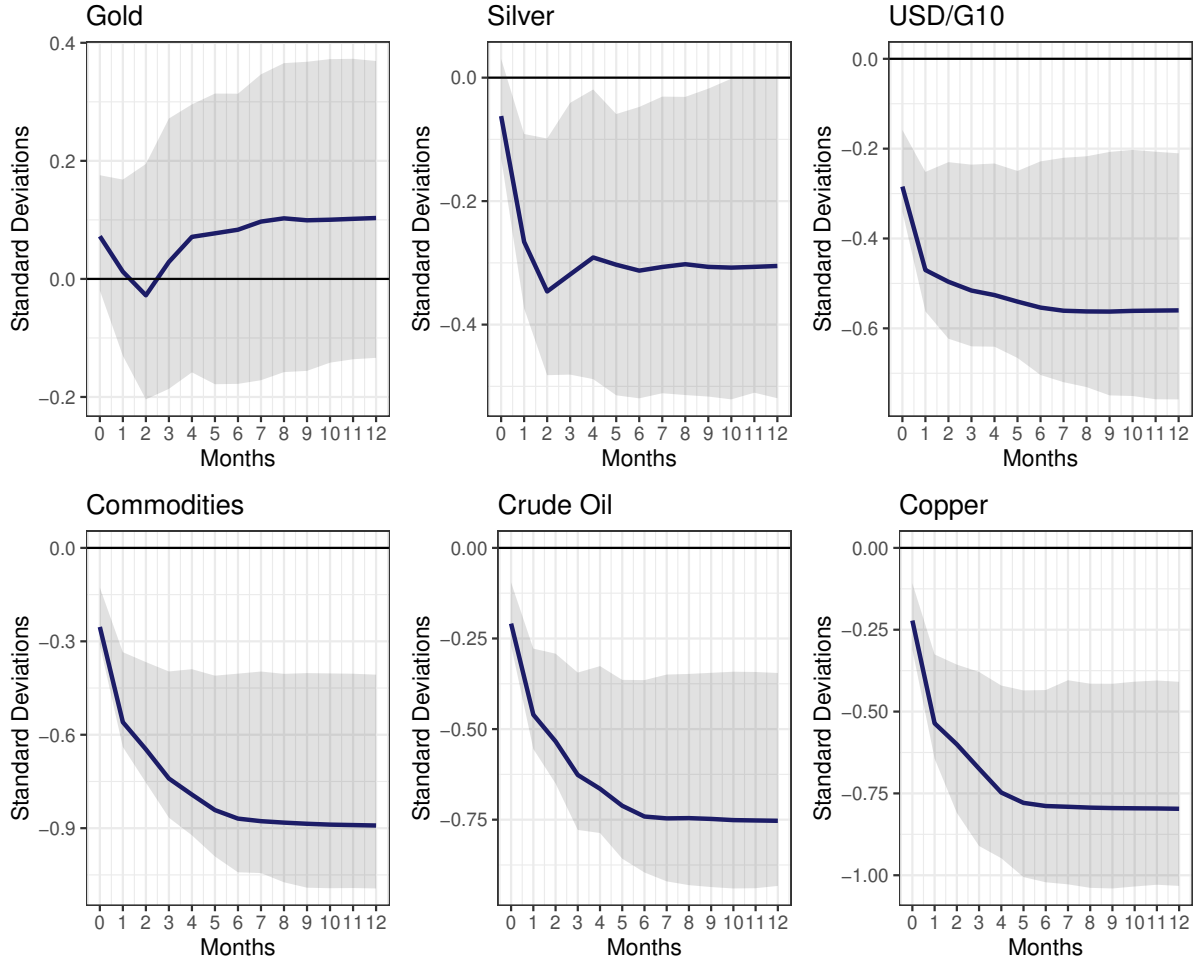 Gold
Silver
USD/G10
Standard Deviations
0.4
0.2
0.0
−0.2
0 1 2 3 4 5 6 7 8 9 10 11 12
Months
Standard Deviations
0.0
−0.2
−0.4
0 1 2 3 4 5 6 7 8 9 10 11 12
Months
Standard Deviations
0.0
−0.2
−0.4
−0.6
0 1 2 3 4 5 6 7 8 9 10 11 12
Months
Commodities
Crude Oil
Copper
Standard Deviations
0.0
−0.3
−0.6
−0.9
0 1 2 3 4 5 6 7 8 9 10 11 12
Months
Standard Deviations
0.00
−0.25
−0.50
−0.75
0 1 2 3 4 5 6 7 8 9 10 11 12
Months
Standard Deviations
0.00
−0.25
−0.50
−0.75
−1.00
0 1 2 3 4 5 6 7 8 9 10 11 12
Months